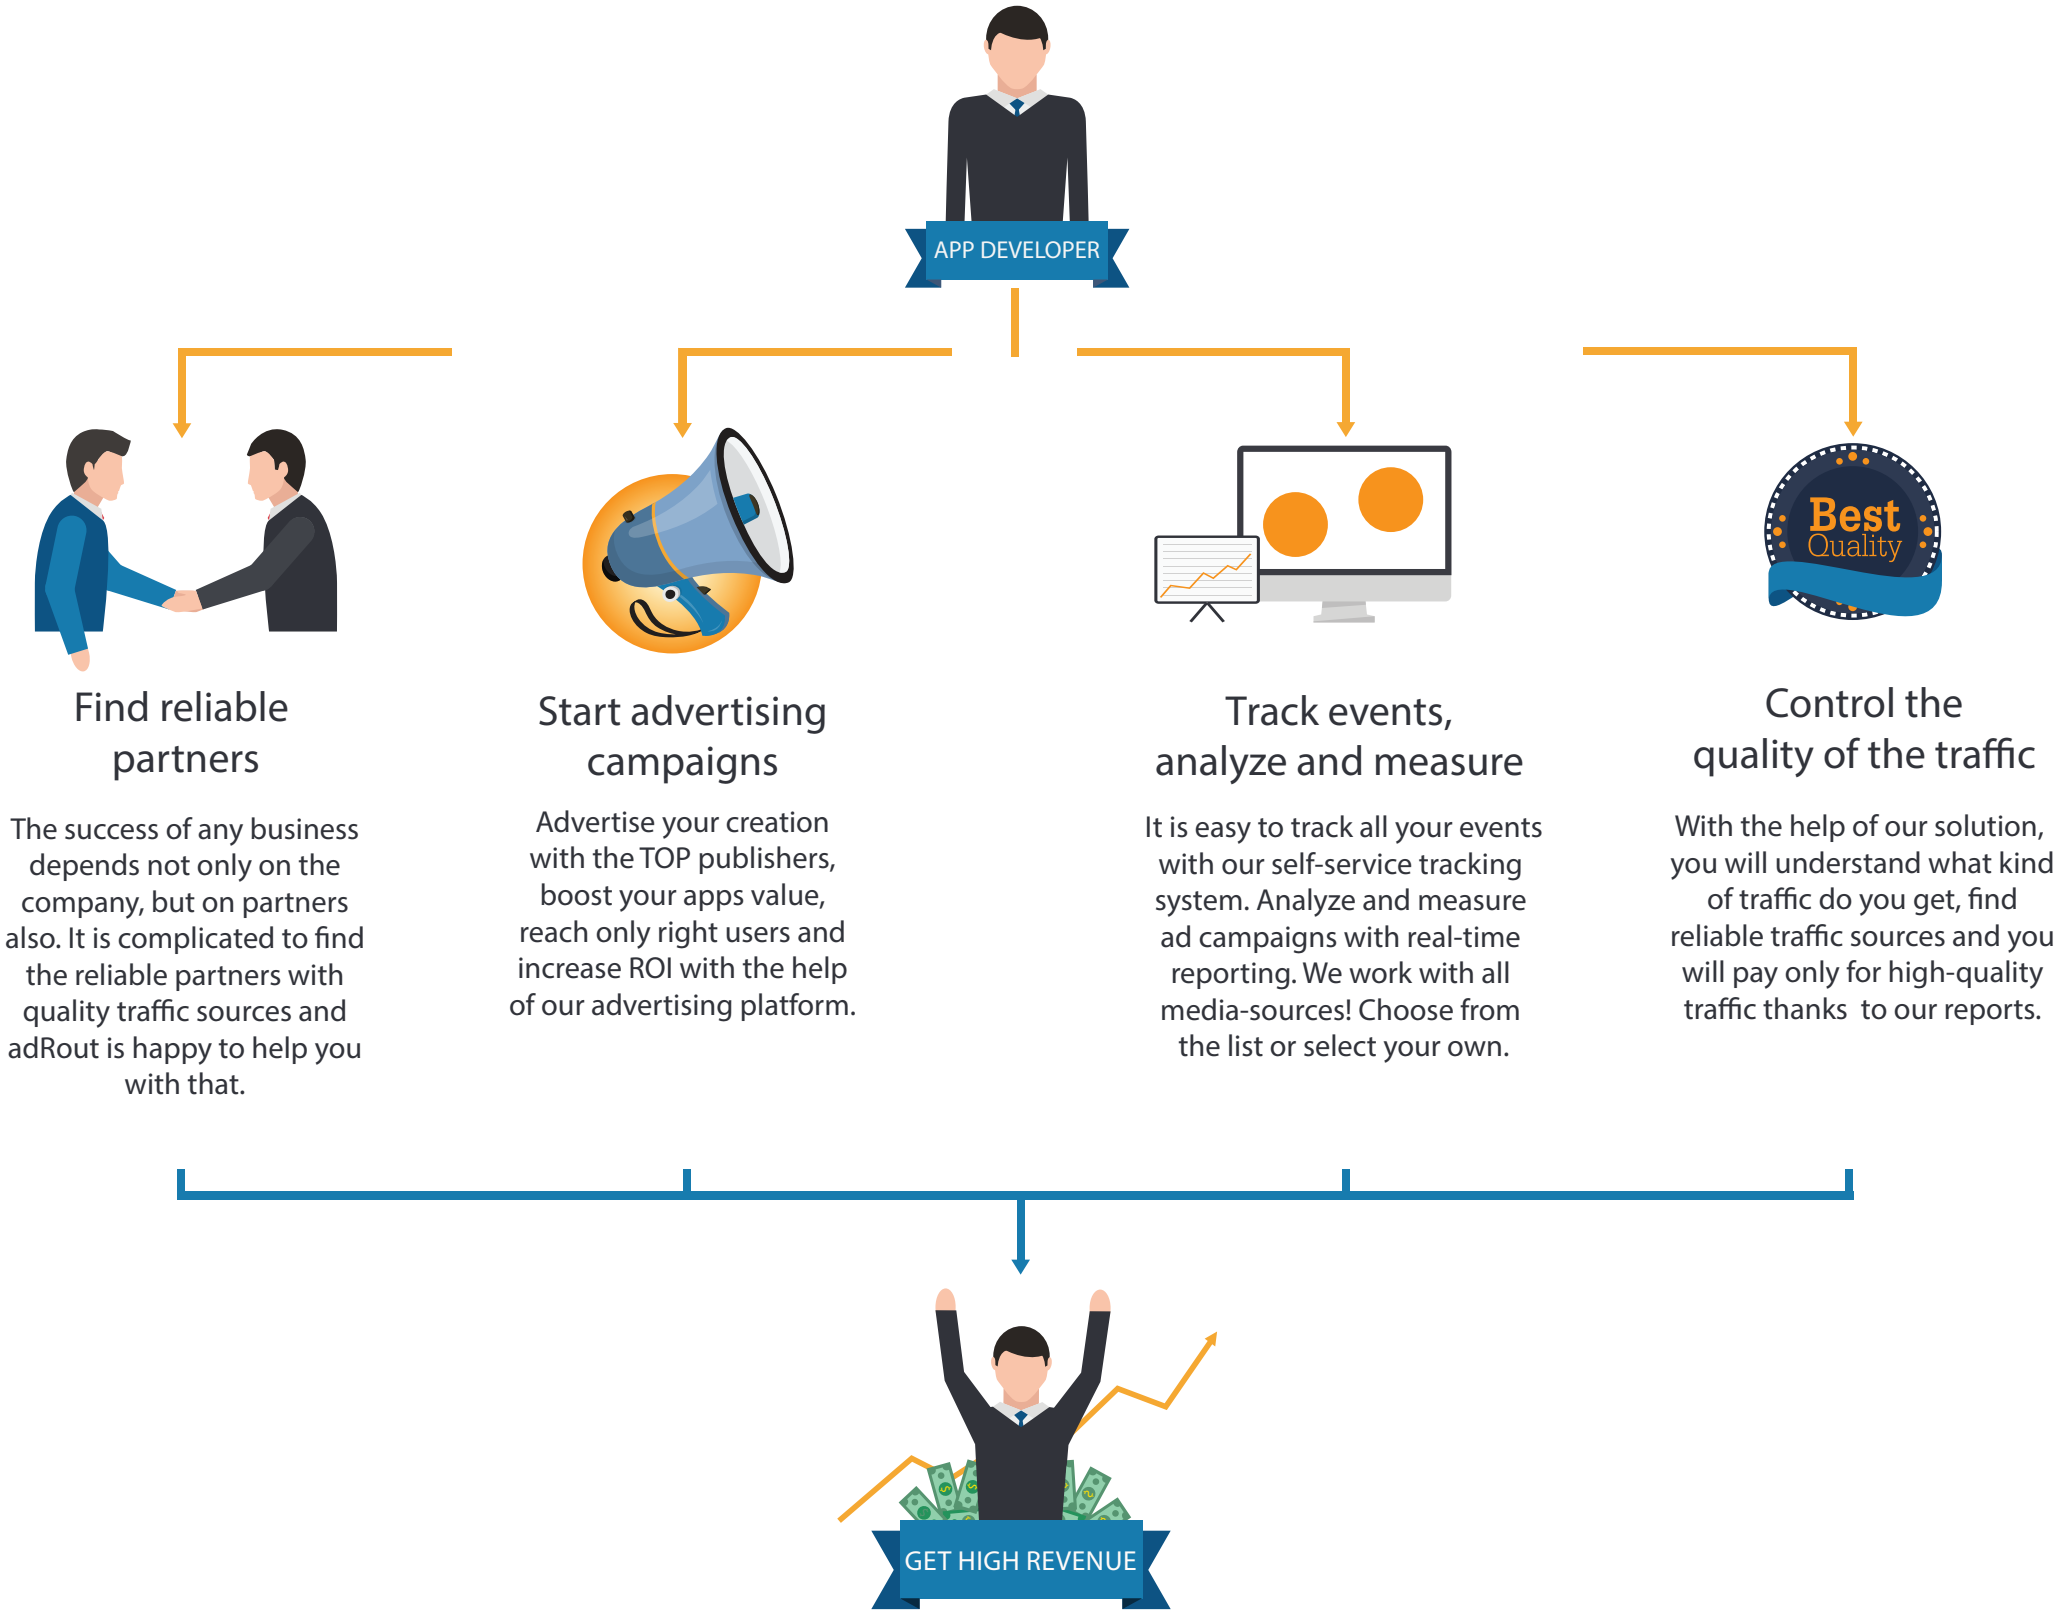 APP DEVELOPER
Best
Quality
Find reliable
partners
The success of any business
depends not only on the
company, but on partners
also. It is complicated to find
the reliable partners with
quality traffic sources and
adRout is happy to help you
with that.
Start advertising
campaigns
Advertise your creation
with the TOP publishers,
boost your apps value,
reach only right users and
increase ROI with the help
of our advertising platform.
Track events,
analyze and measure
It is easy to track all your events
with our self-service tracking
system. Analyze and measure
ad campaigns with real-time
reporting. We work with all
media-sources! Choose from
the list or select your own.
Control the
quality of the traffic
With the help of our solution,
you will understand what kind
of traffic do you get, find
reliable traffic sources and you
will pay only for high-quality
traffic thanks  to our reports.
GET HIGH REVENUE